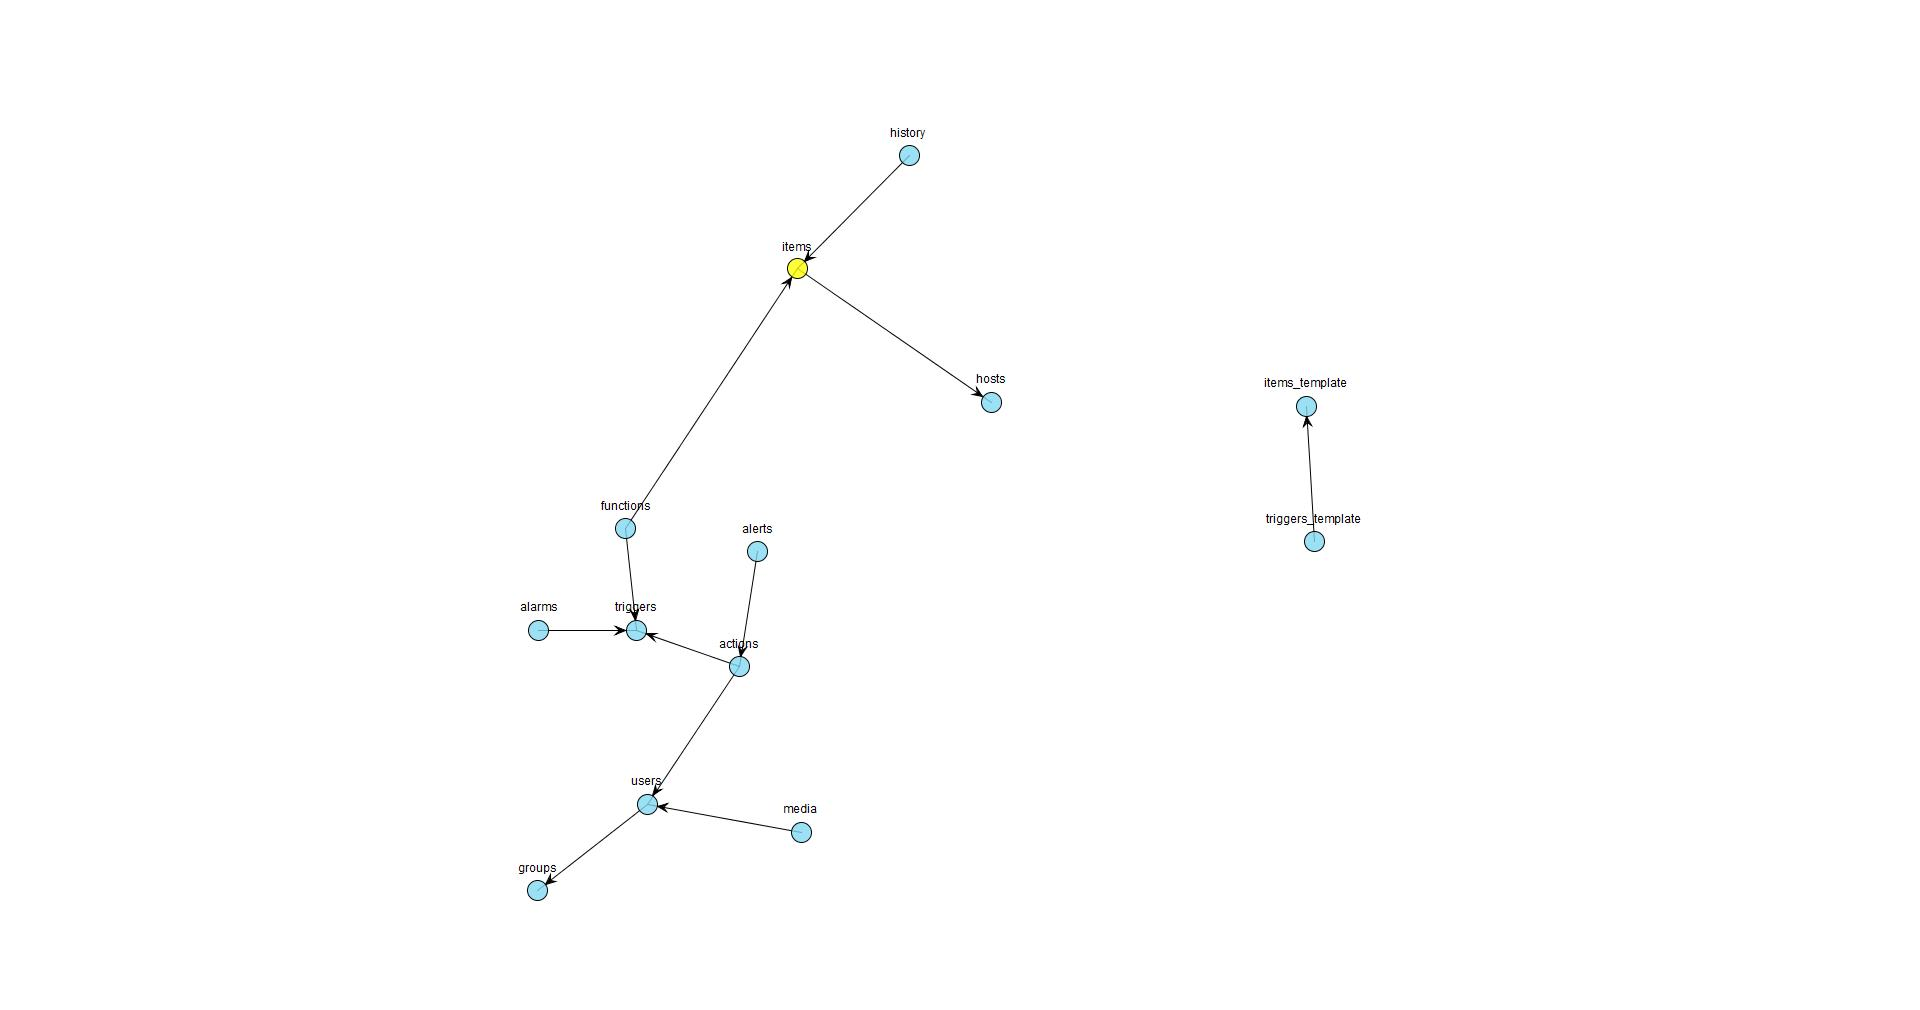 history
items
hosts
items_template
functions
triggers_template
alerts
alarms
triggers
actions
users
media
groups